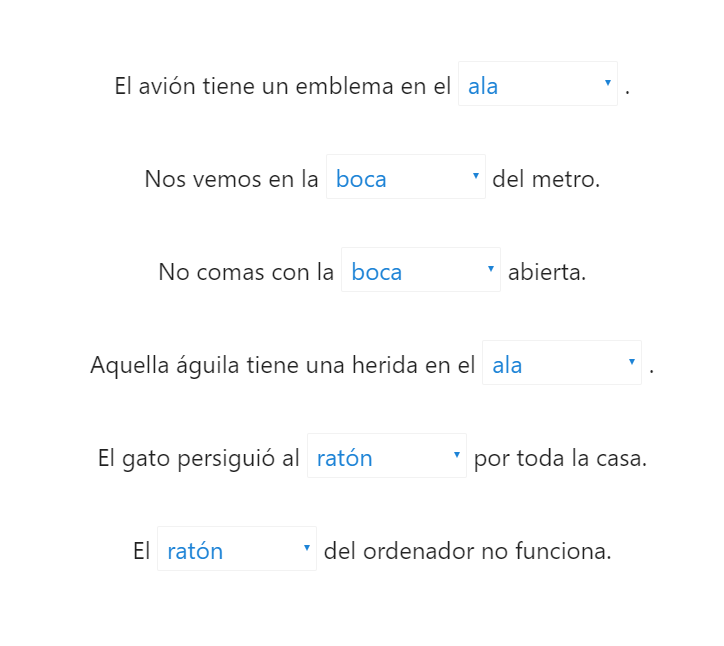 El avión tiene un emblema en el ala .
Nos vemos en la boca del metro.
No comas con la boca abierta.
Aquella águila tiene una herida en el ala .
El gato persiguió al ratón por toda la casa.
El ratón del ordenador no funciona.